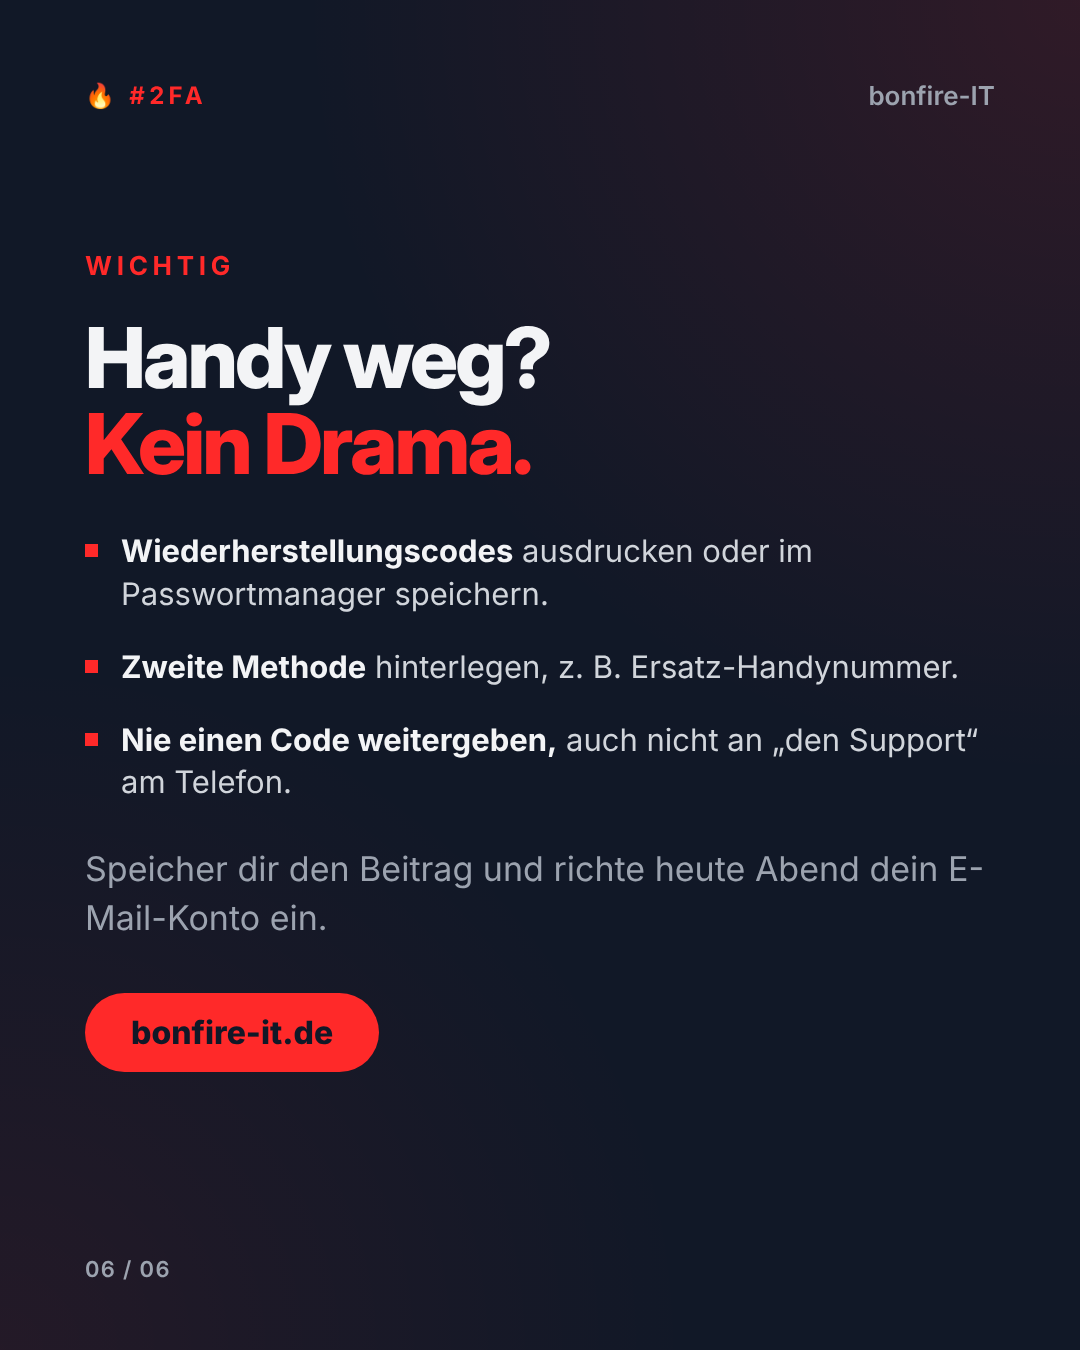 🔥 #2FA
bonfire-IT
WICHTIG
Handy weg?
Kein Drama.
Wiederherstellungscodes ausdrucken oder im
Passwortmanager speichern.
Zweite Methode hinterlegen, z. B. Ersatz-Handynummer.
Nie einen Code weitergeben, auch nicht an „den Support“
am Telefon.
Speicher dir den Beitrag und richte heute Abend dein E-
Mail-Konto ein.
bonfire-it.de
06 / 06